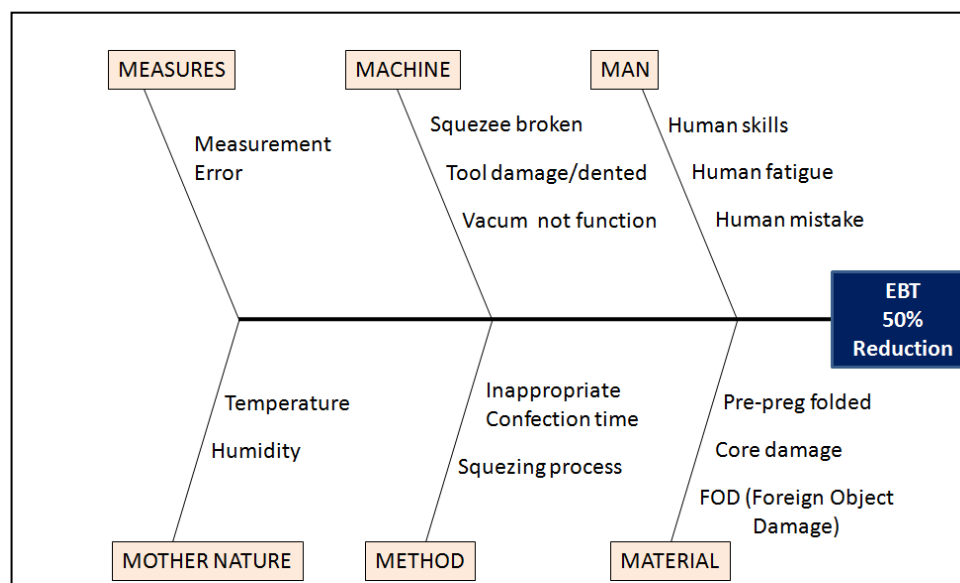 MEASURES
MACHINE
MAN
Measurement
Error
Squezee broken
Tool damage/dented
Vacum not function
Human skills
Human fatigue
Human mistake
EBT
50%
Reduction
Temperature
Humidity
Inappropriate
Confection time
Squezing process
Pre-preg folded
Core damage
FOD (Foreign Object
Damage)
MOTHER NATURE
METHOD
MATERIAL